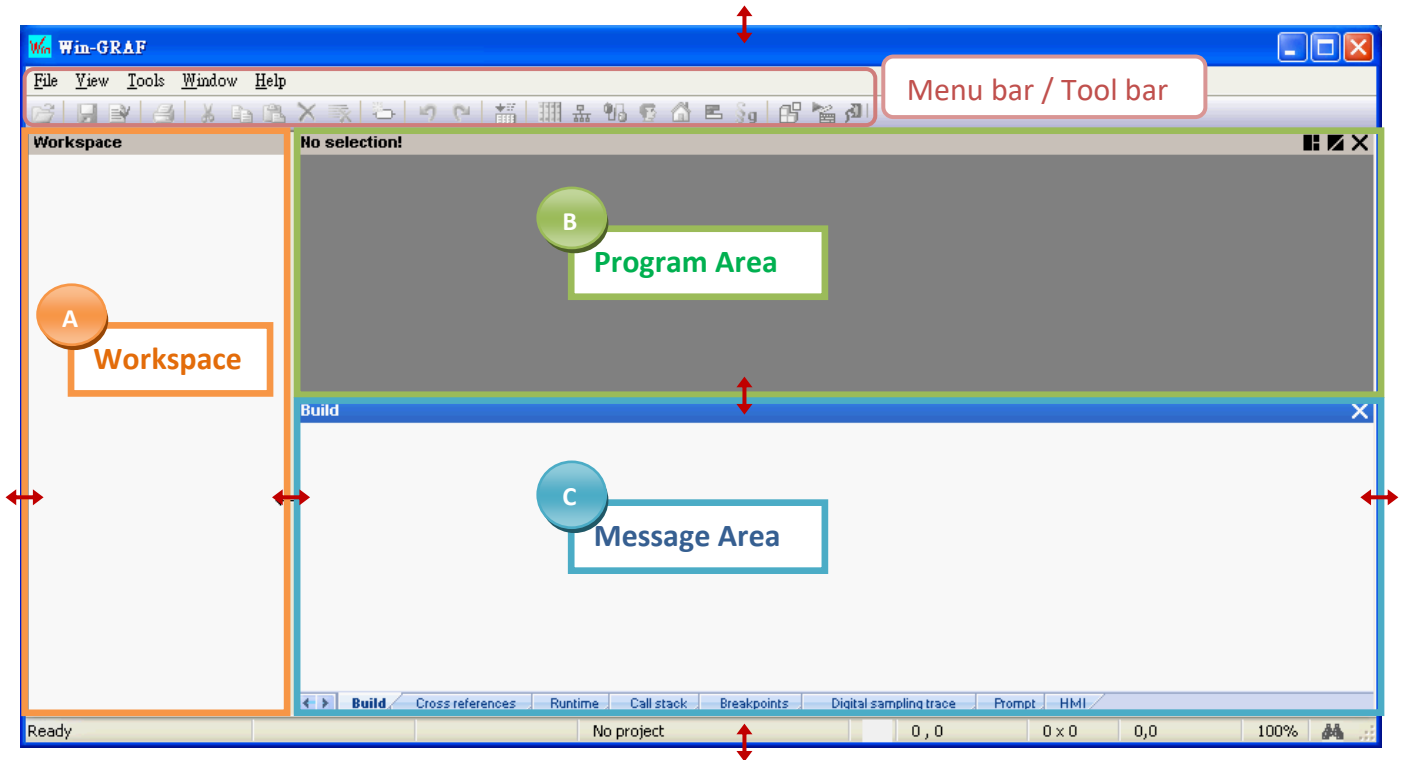 Win Win-GRAF
File View Tools Window Help
Menu bar / Tool bar
Workspace
No selection!
B
Program Area
A
Workspace
Build
C
Message Area
Build Cross references Runtime Call stack Breakpoints Digital sampling trace Prompt HMI
Ready No project 0 , 0 0 x 0 0,0 100%